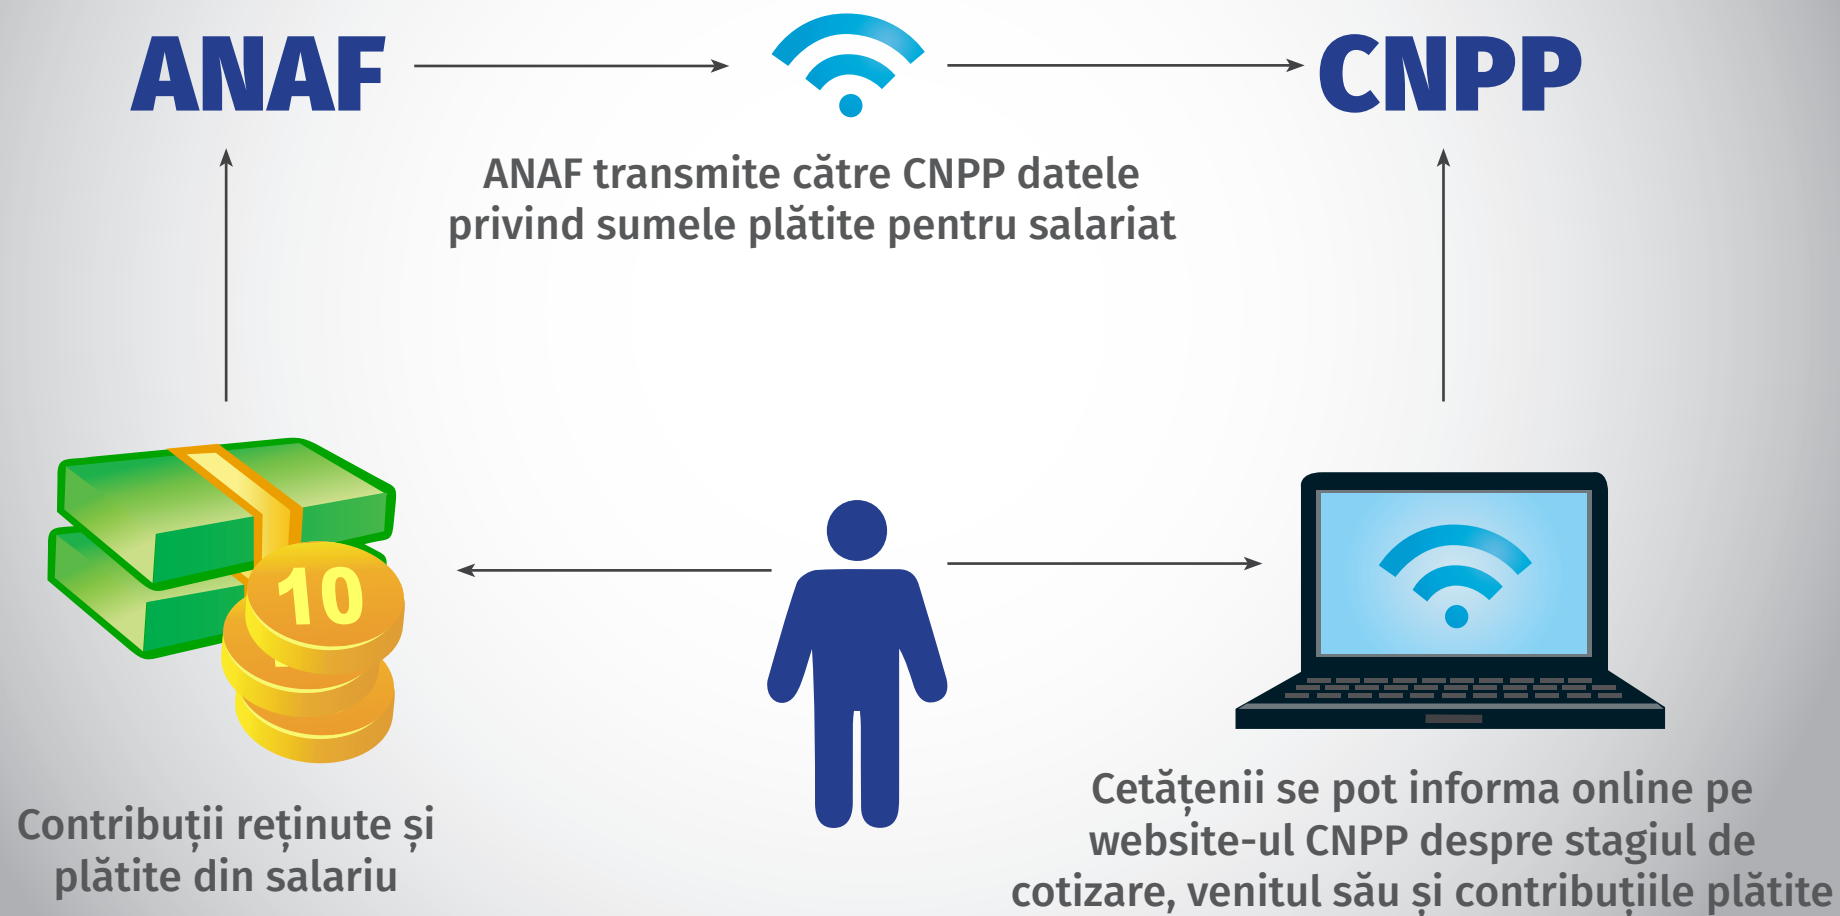 ANAF
CNPP
ANAF transmite către CNPP datele
privind sumele plătite pentru salariat
10
Contribuții reținute și
plătite din salariu
Cetățenii se pot informa online pe
website-ul CNPP despre stagiul de
cotizare, venitul său și contribuțiile plătite